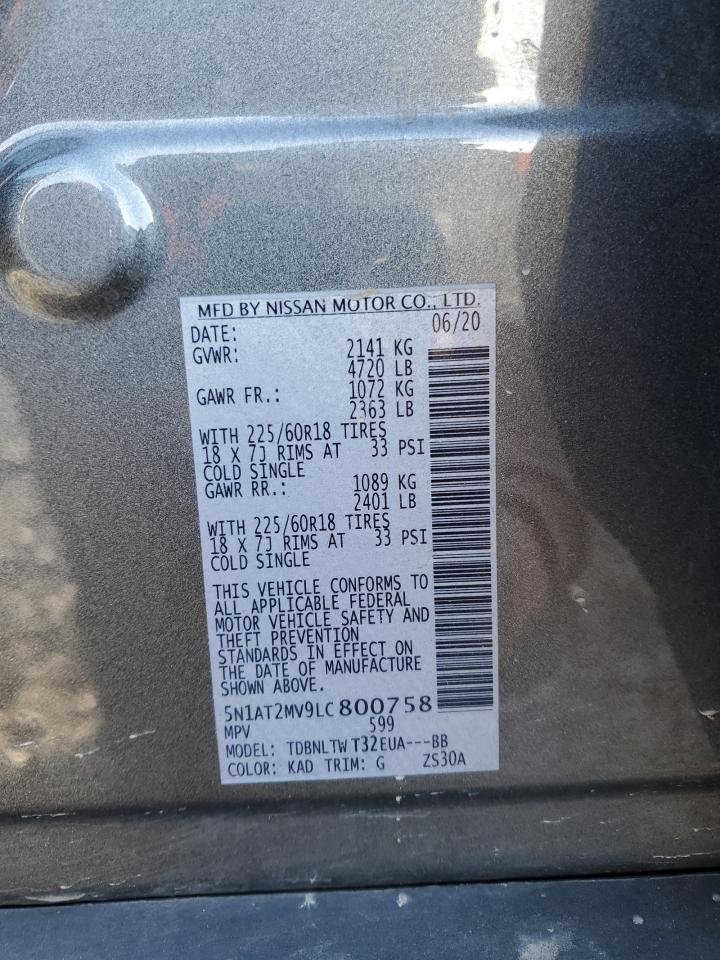 MFD BY NISSAN MOTOR CO., LTD.
DATE: 06/20
GVWR: 2141 KG
4720 LB
GAWR FR.: 1072 KG
2363 LB
WITH 225/60R18 TIRES
18 X 7J RIMS AT 33 PSI
COLD SINGLE
GAWR RR.: 1089 KG
2401 LB
WITH 225/60R18 TIRES
18 X 7J RIMS AT 33 PSI
COLD SINGLE
THIS VEHICLE CONFORMS TO
ALL APPLICABLE FEDERAL
MOTOR VEHICLE SAFETY AND
THEFT PREVENTION
STANDARDS IN EFFECT ON
THE DATE OF MANUFACTURE
SHOWN ABOVE.
5N1AT2MV9LC800758
MPV 599
MODEL: TDBNLTWT32EUA---BB
COLOR: KAD TRIM: G ZS30A